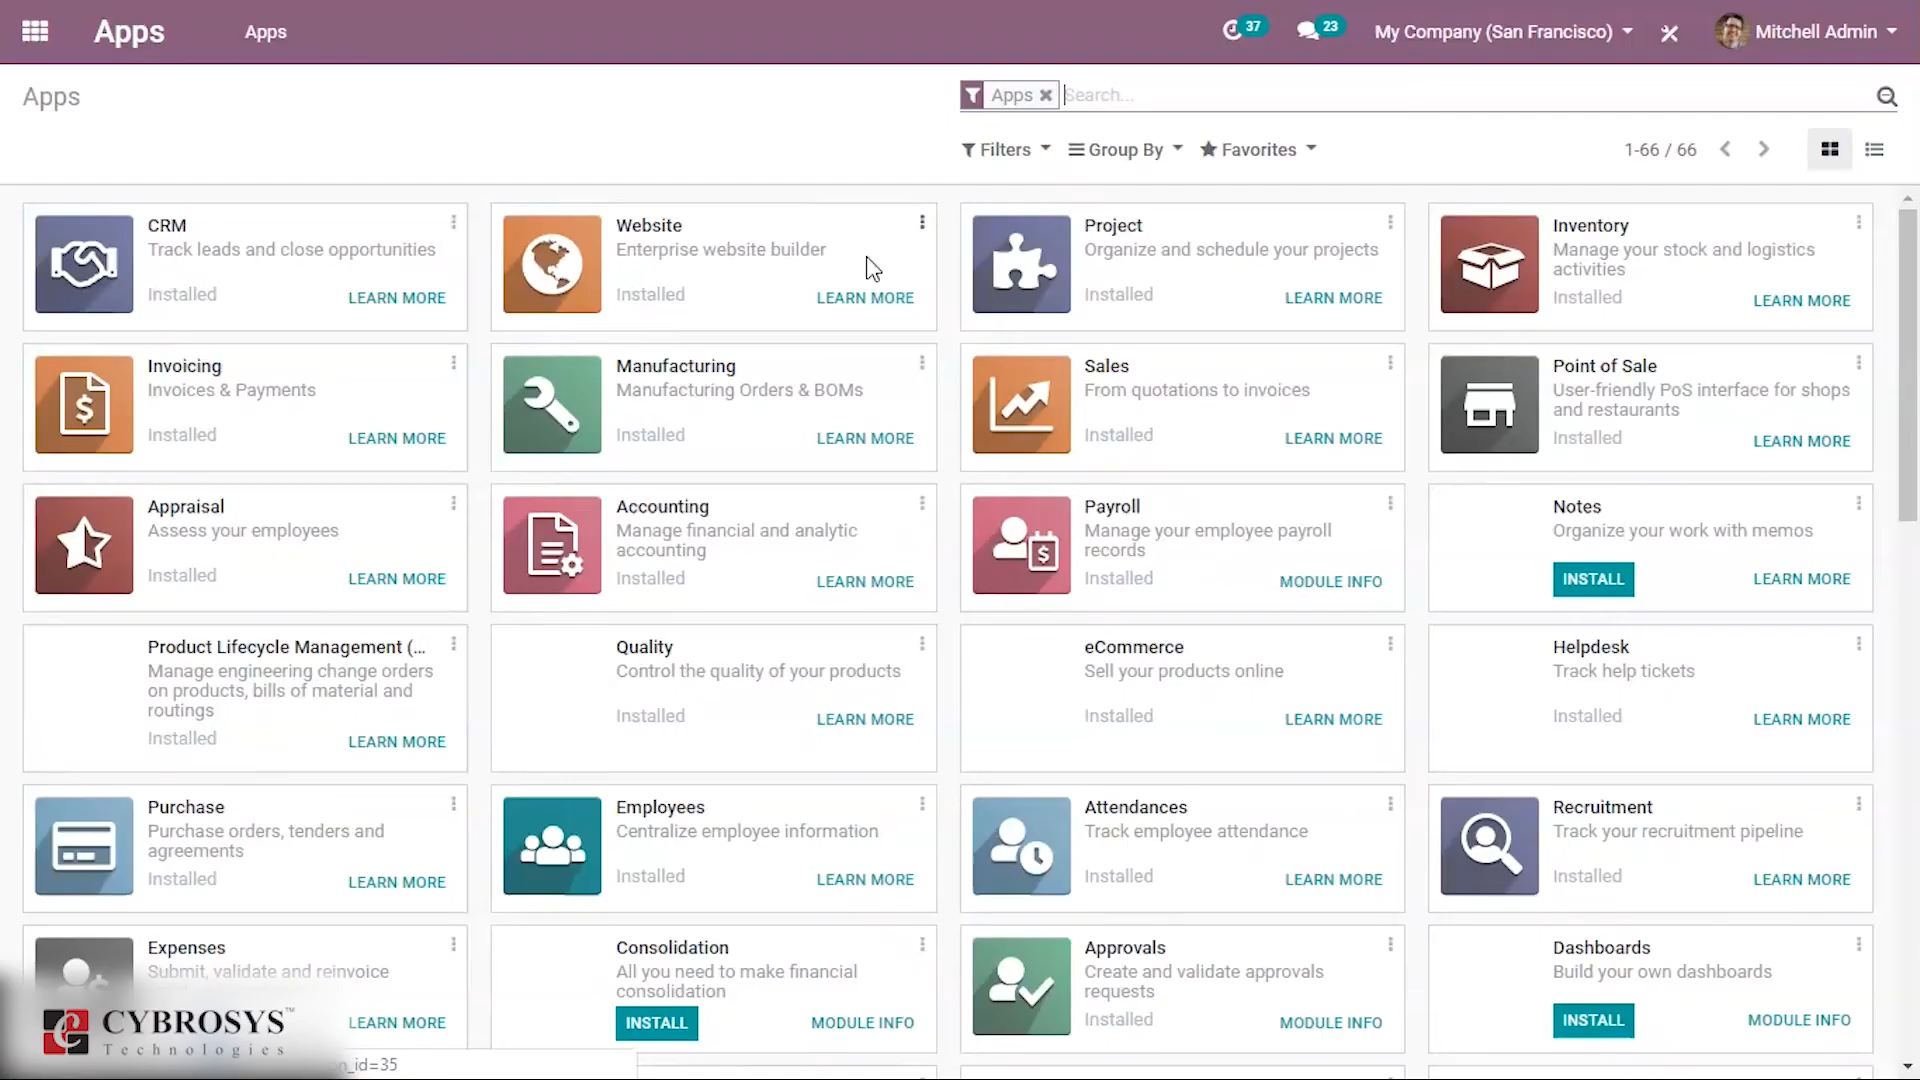 Apps
Apps
37
23
My Company (San Francisco)
Mitchell Admin
Apps
Apps
Search...
Filters
Group By
Favorites
1-66 / 66
CRM
Track leads and close opportunities
Installed
LEARN MORE
Website
Enterprise website builder
Installed
LEARN MORE
Project
Organize and schedule your projects
Installed
LEARN MORE
Inventory
Manage your stock and logistics
activities
Installed
LEARN MORE
Invoicing
Invoices & Payments
Installed
LEARN MORE
Manufacturing
Manufacturing Orders & BOMs
Installed
LEARN MORE
Sales
From quotations to invoices
Installed
LEARN MORE
Point of Sale
User-friendly PoS interface for shops
and restaurants
Installed
LEARN MORE
Appraisal
Assess your employees
Installed
LEARN MORE
Accounting
Manage financial and analytic
accounting
Installed
LEARN MORE
Payroll
Manage your employee payroll
records
Installed
MODULE INFO
Notes
Organize your work with memos
INSTALL
LEARN MORE
Product Lifecycle Management (...
Manage engineering change orders
on products, bills of material and
routings
Installed
LEARN MORE
Quality
Control the quality of your products
Installed
LEARN MORE
eCommerce
Sell your products online
Installed
LEARN MORE
Helpdesk
Track help tickets
Installed
LEARN MORE
Purchase
Purchase orders, tenders and
agreements
Installed
LEARN MORE
Employees
Centralize employee information
Installed
LEARN MORE
Attendances
Track employee attendance
Installed
LEARN MORE
Recruitment
Track your recruitment pipeline
Installed
LEARN MORE
Expenses
Submit, validate and reinvoice
LEARN MORE
Consolidation
All you need to make financial
consolidation
INSTALL
MODULE INFO
Approvals
Create and validate approvals
requests
Installed
MODULE INFO
Dashboards
Build your own dashboards
INSTALL
MODULE INFO
CYBROSYS™
Technologies
n_id=35